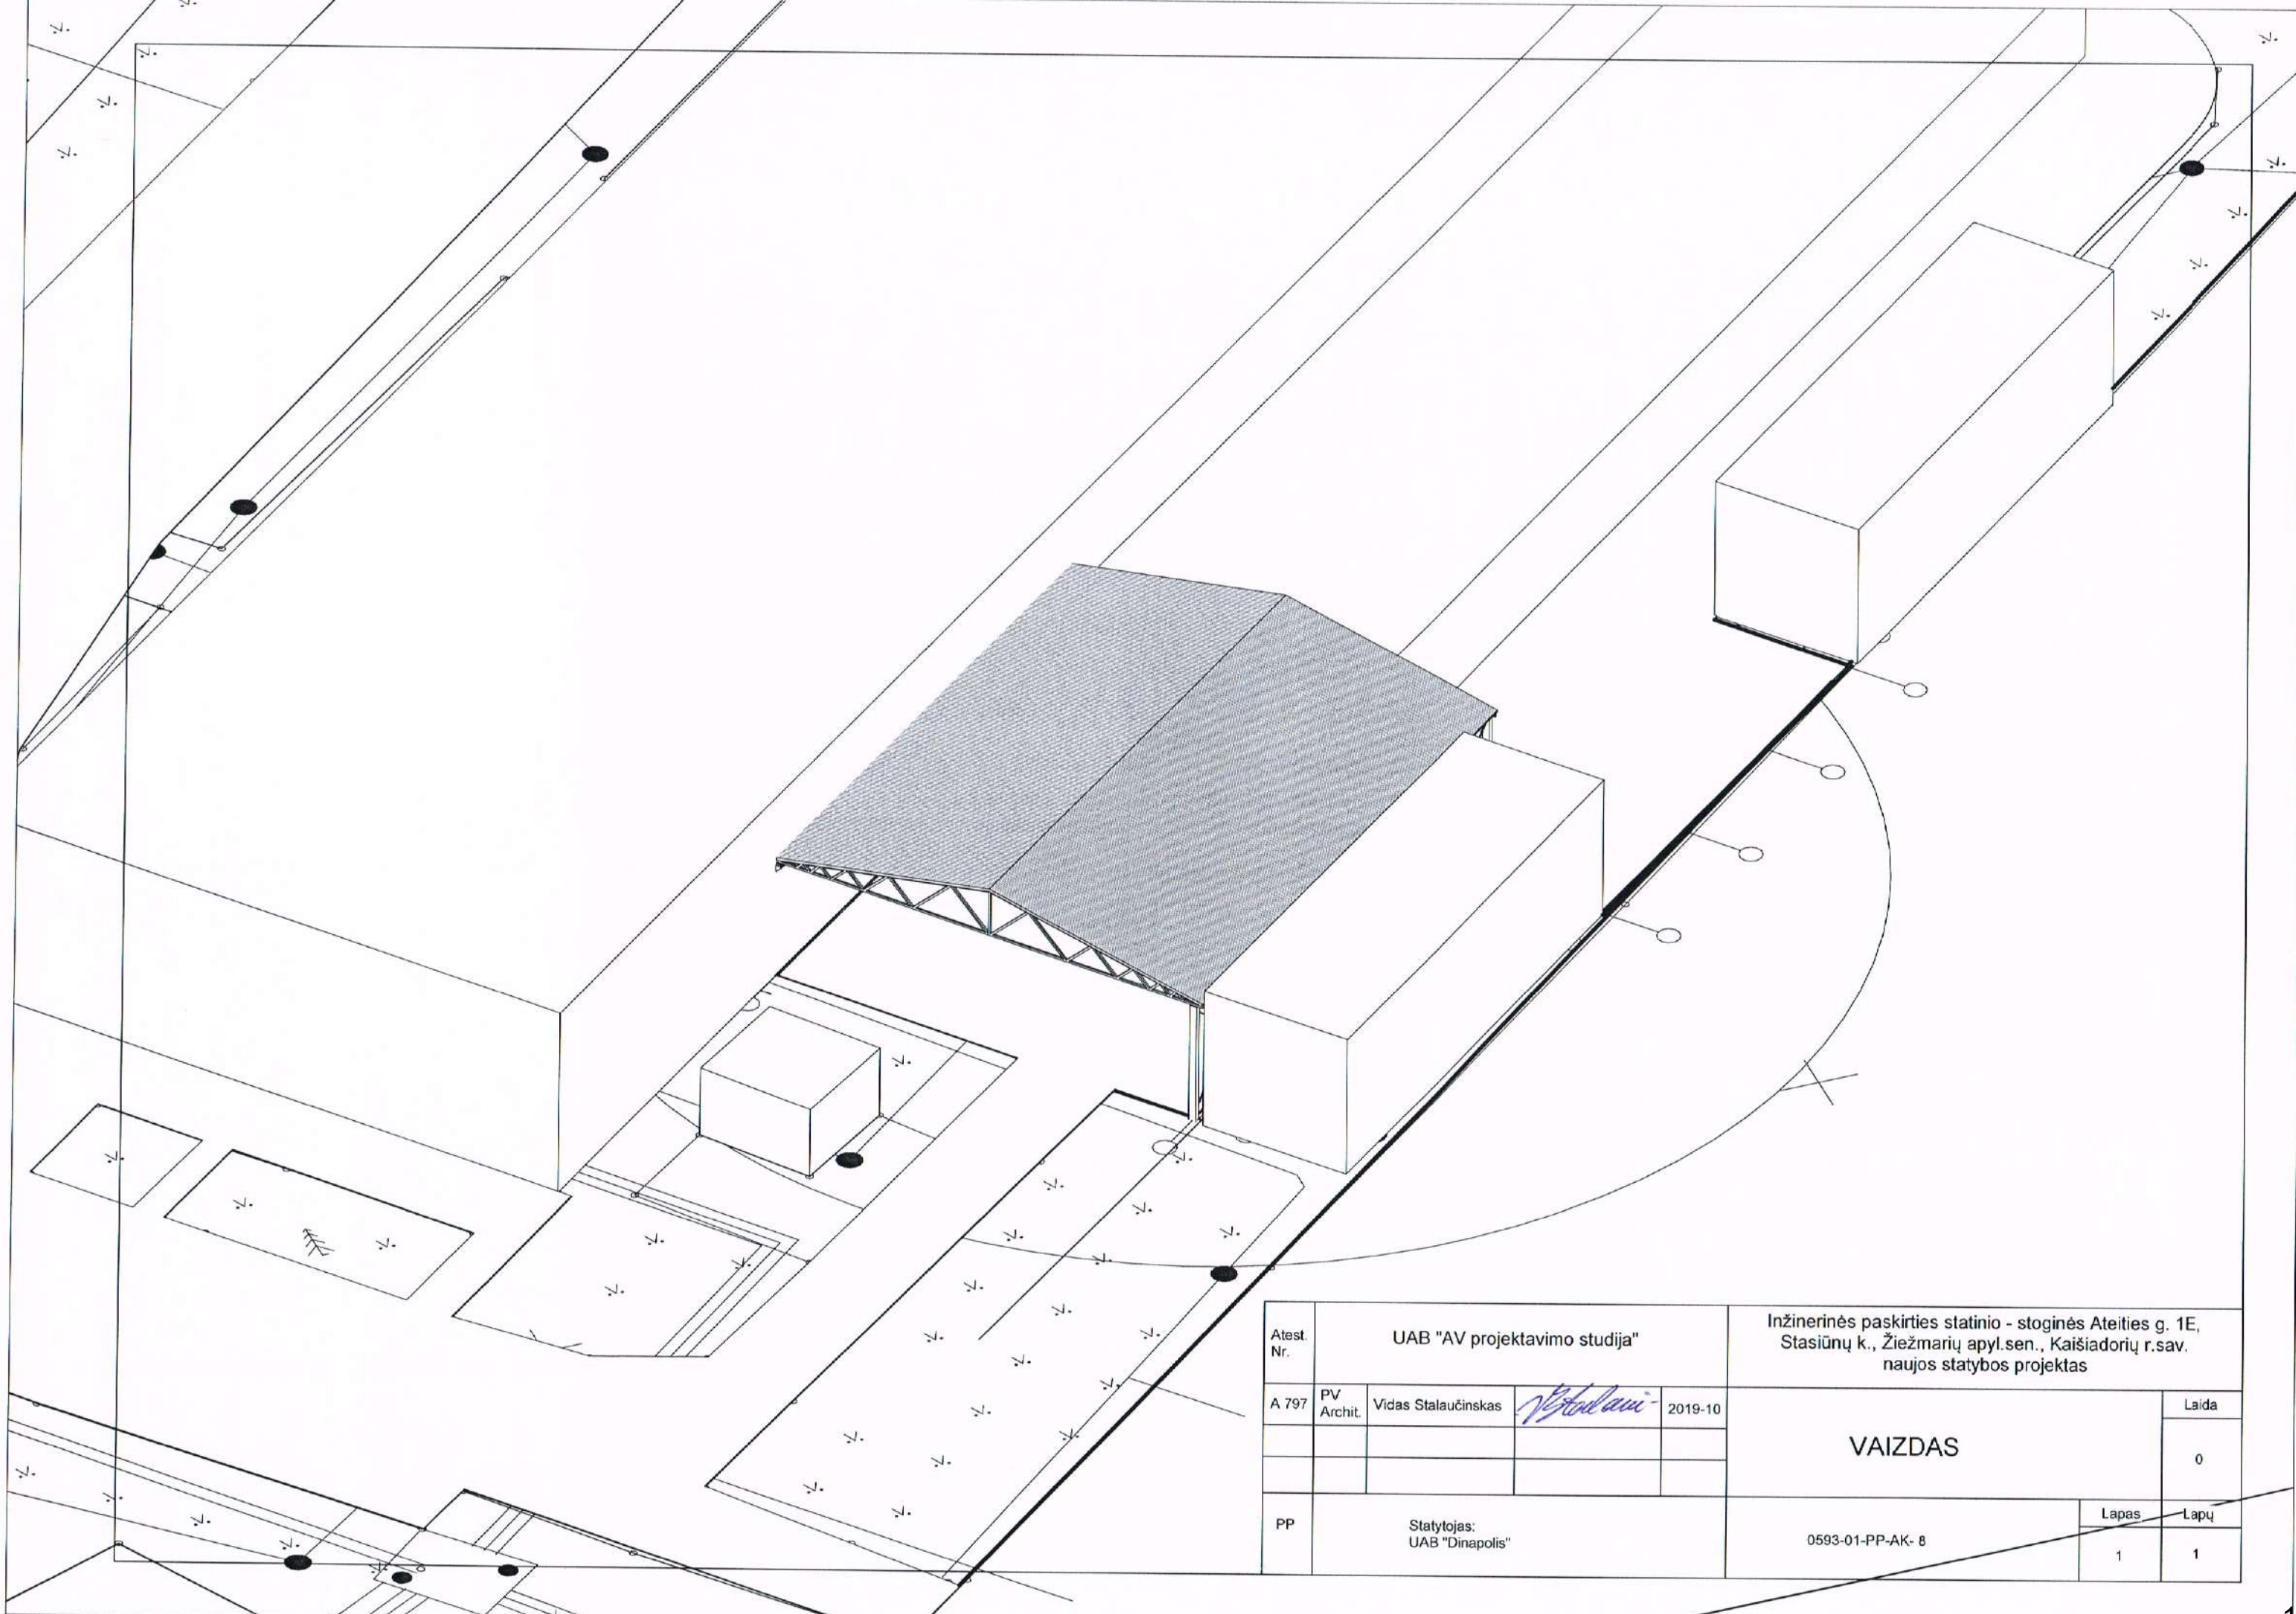 Atest.
Nr.
UAB "AV projektavimo studija"
Inžinerinės paskirties statinio - stoginės Ateities g. 1E,
Stasiūnų k., Žiežmarių apyl.sen., Kaišiadorių r.sav.
naujos statybos projektas
A 797
PV
Archit.
Vidas Stalaučinskas
2019-10
VAIZDAS
Laida
0
PP
Statytojas:
UAB "Dinapolis"
0593-01-PP-AK- 8
Lapas
Lapų
1
1